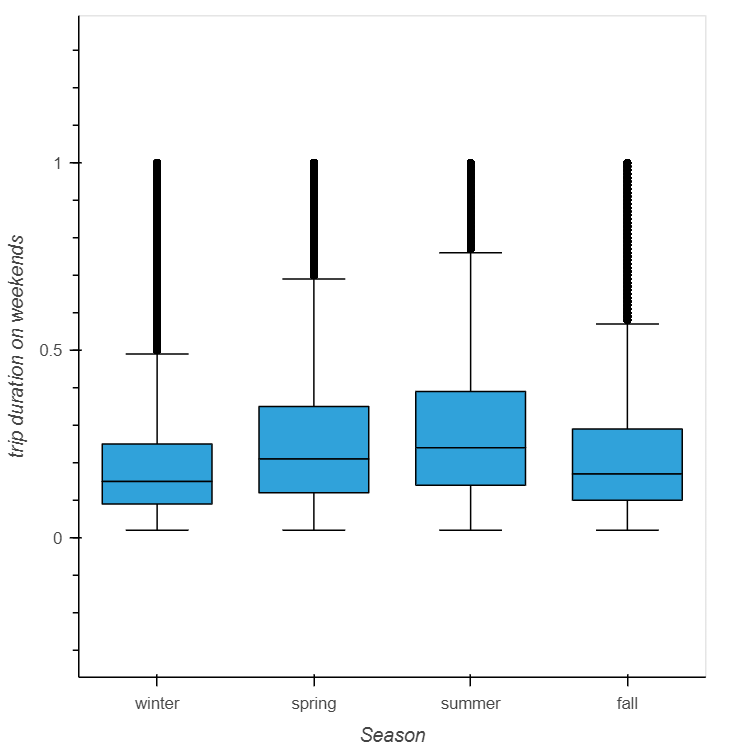 trip duration on weekends
1
0.5
0
winter spring summer fall
Season